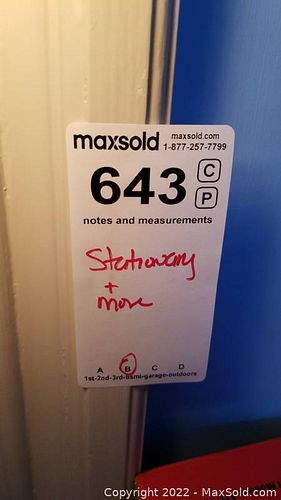 maxsold maxsold.com
1-877-257-7799
643 C
P
notes and measurements
Stationary
+
more
A B C D
1st-2nd-3rd-bsmt-garage-outdoors
Copyright 2022 - MaxSold.com